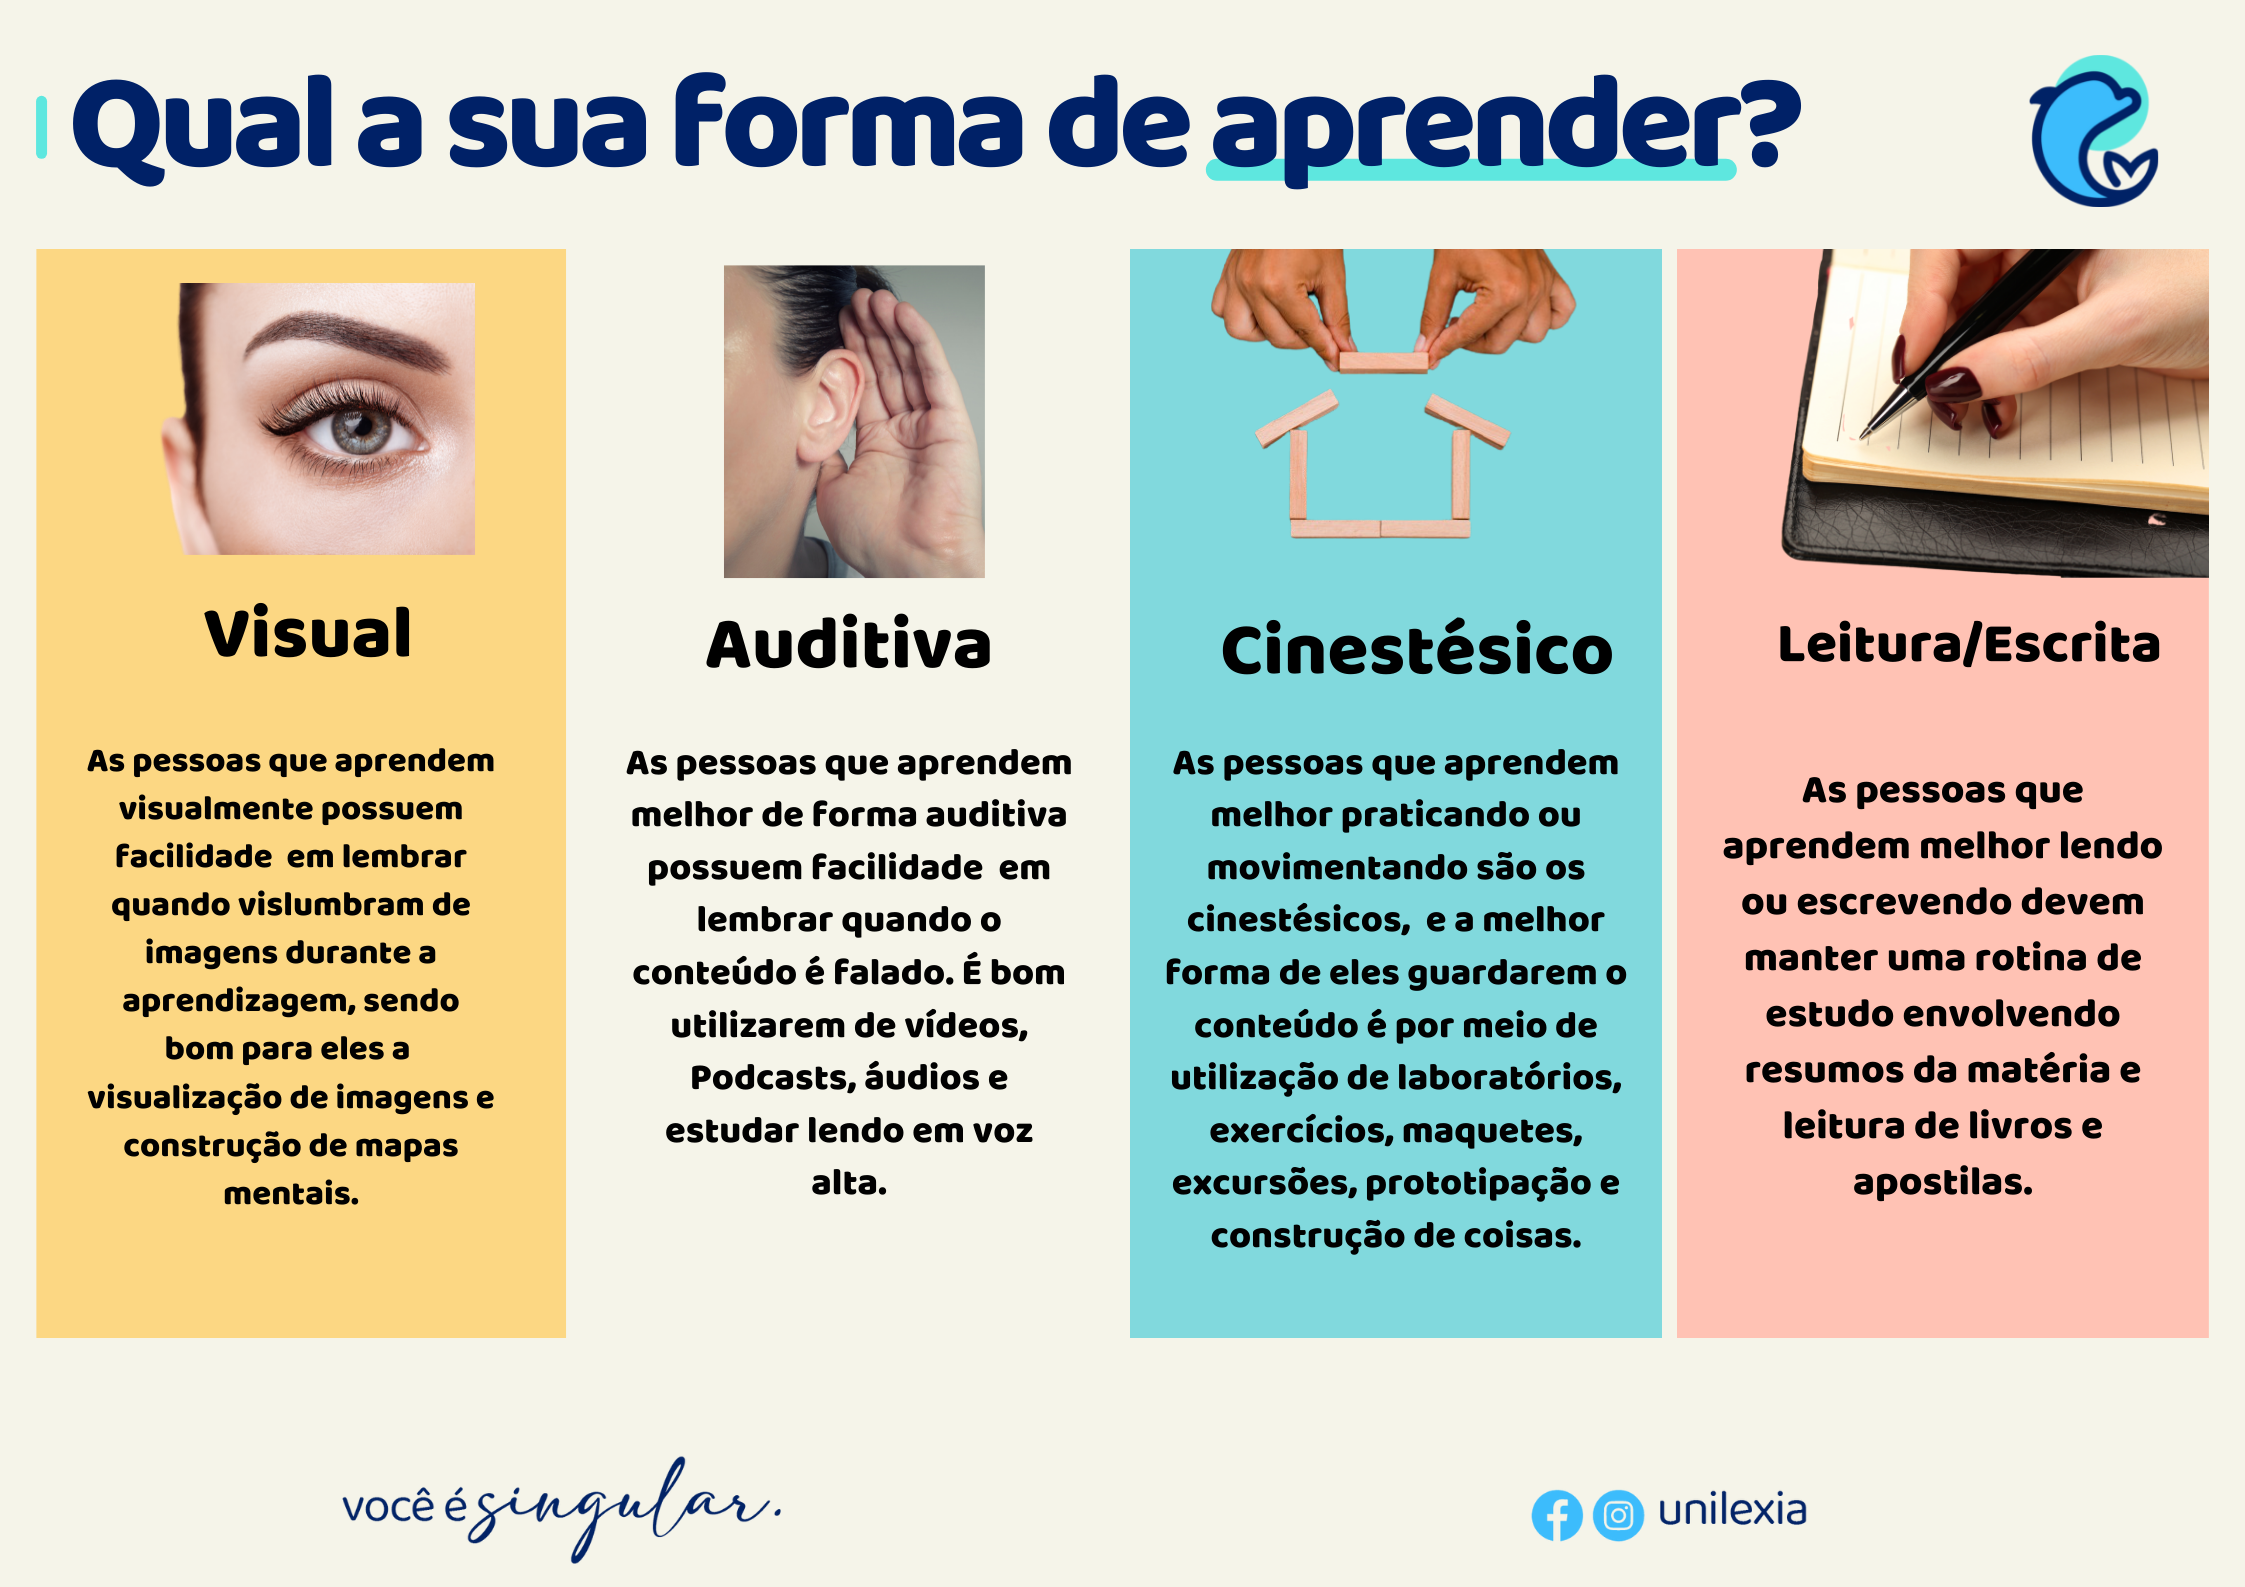 Qual a sua forma de aprender?
Visual
As pessoas que aprendem
visualmente possuem
facilidade  em lembrar
quando vislumbram de
imagens durante a
aprendizagem, sendo
bom para eles a
visualização de imagens e
construção de mapas
mentais.
Auditiva
As pessoas que aprendem
melhor de forma auditiva
possuem facilidade  em
lembrar quando o
conteúdo é falado. É bom
utilizarem de vídeos,
Podcasts, áudios e
estudar lendo em voz
alta.
Cinestésico
As pessoas que aprendem
melhor praticando ou
movimentando são os
cinestésicos,  e a melhor
forma de eles guardarem o
conteúdo é por meio de
utilização de laboratórios,
exercícios, maquetes,
excursões, prototipação e
construção de coisas.
Leitura/Escrita
As pessoas que
aprendem melhor lendo
ou escrevendo devem
manter uma rotina de
estudo envolvendo
resumos da matéria e
leitura de livros e
apostilas.
você é singular.
unilexia